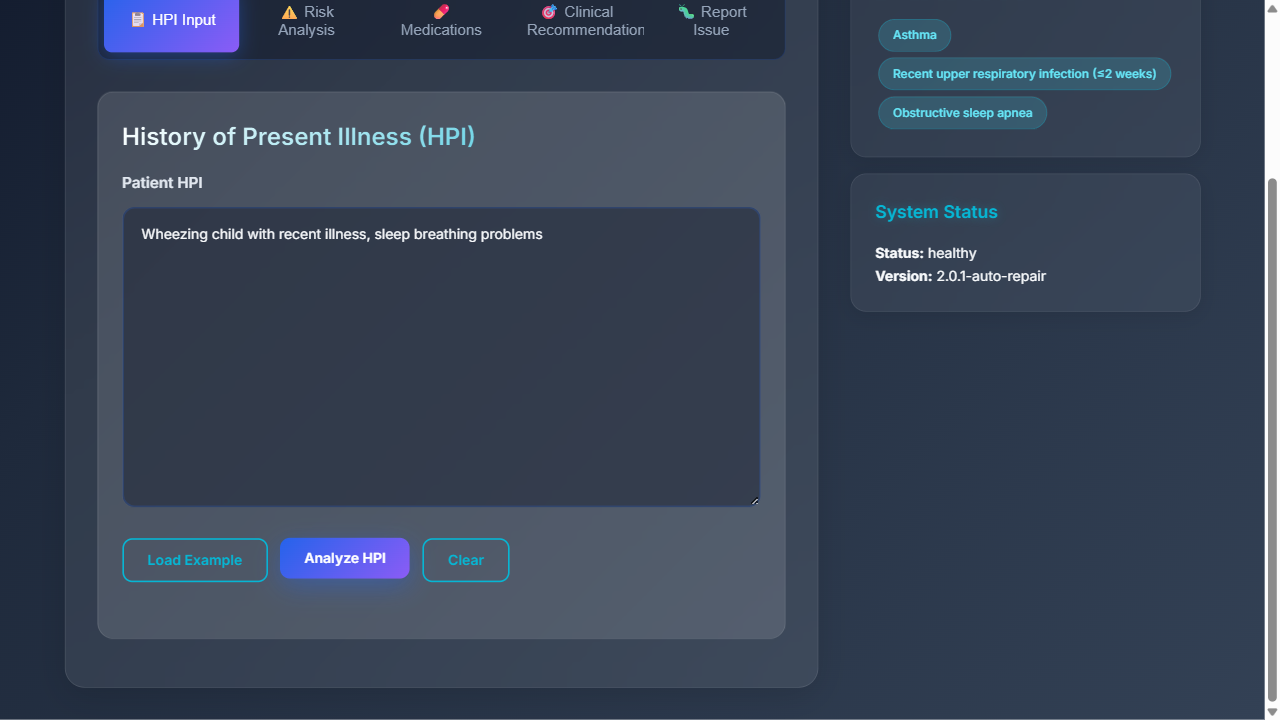 HPI Input
Risk
Analysis
Medications
Clinical
Recommendation
Report
Issue
History of Present Illness (HPI)
Patient HPI
Wheezing child with recent illness, sleep breathing problems
Load Example
Analyze HPI
Clear
Asthma
Recent upper respiratory infection (≤2 weeks)
Obstructive sleep apnea
System Status
Status: healthy
Version: 2.0.1-auto-repair